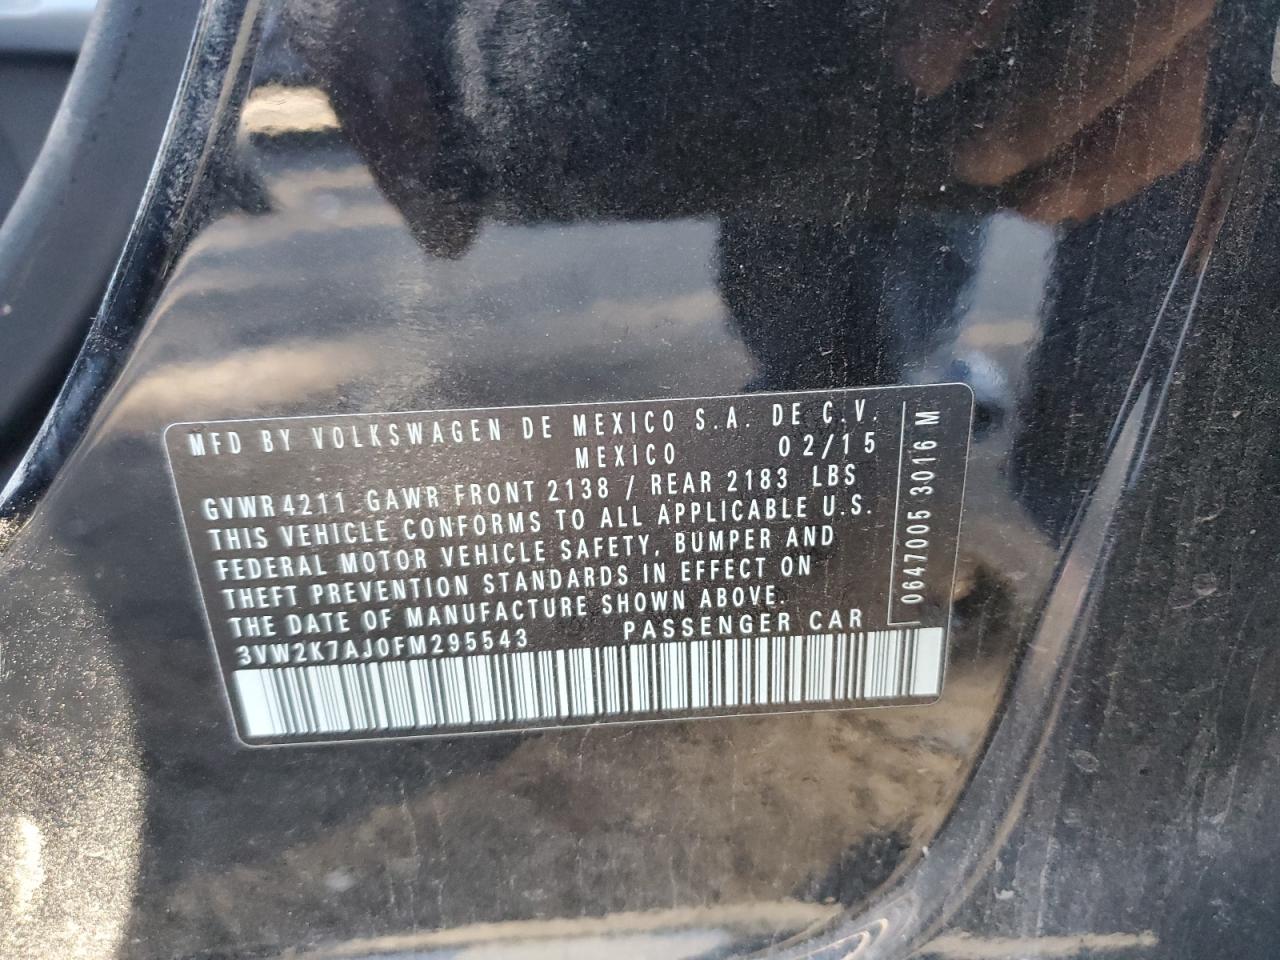 MFD BY VOLKSWAGEN DE MEXICO S.A. DE C.V.
MEXICO 02/15
GVWR 4211 GAWR FRONT 2138 / REAR 2183 LBS
THIS VEHICLE CONFORMS TO ALL APPLICABLE U.S.
FEDERAL MOTOR VEHICLE SAFETY, BUMPER AND
THEFT PREVENTION STANDARDS IN EFFECT ON
THE DATE OF MANUFACTURE SHOWN ABOVE.
3VW2K7AJ0FM295543 PASSENGER CAR
0647005 3016 M